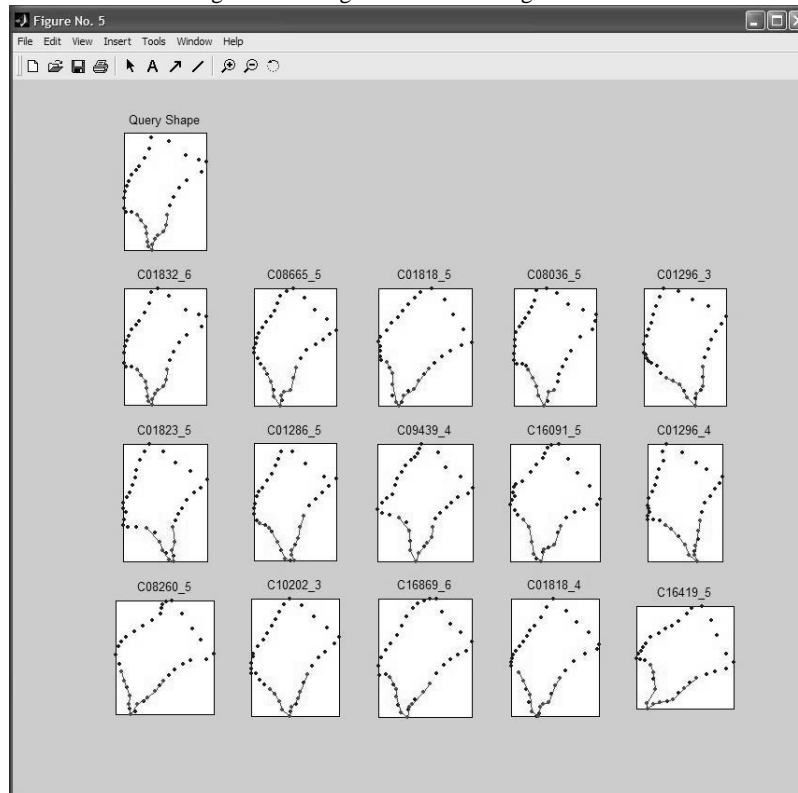 Figure No. 5
File Edit View Insert Tools Window Help
A
Query Shape
C01832_6 C08665_5 C01818_5 C08036_5 C01296_3
C01823_5 C01286_5 C09439_4 C16091_5 C01296_4
C08260_5 C10202_3 C16869_6 C01818_4 C16419_5